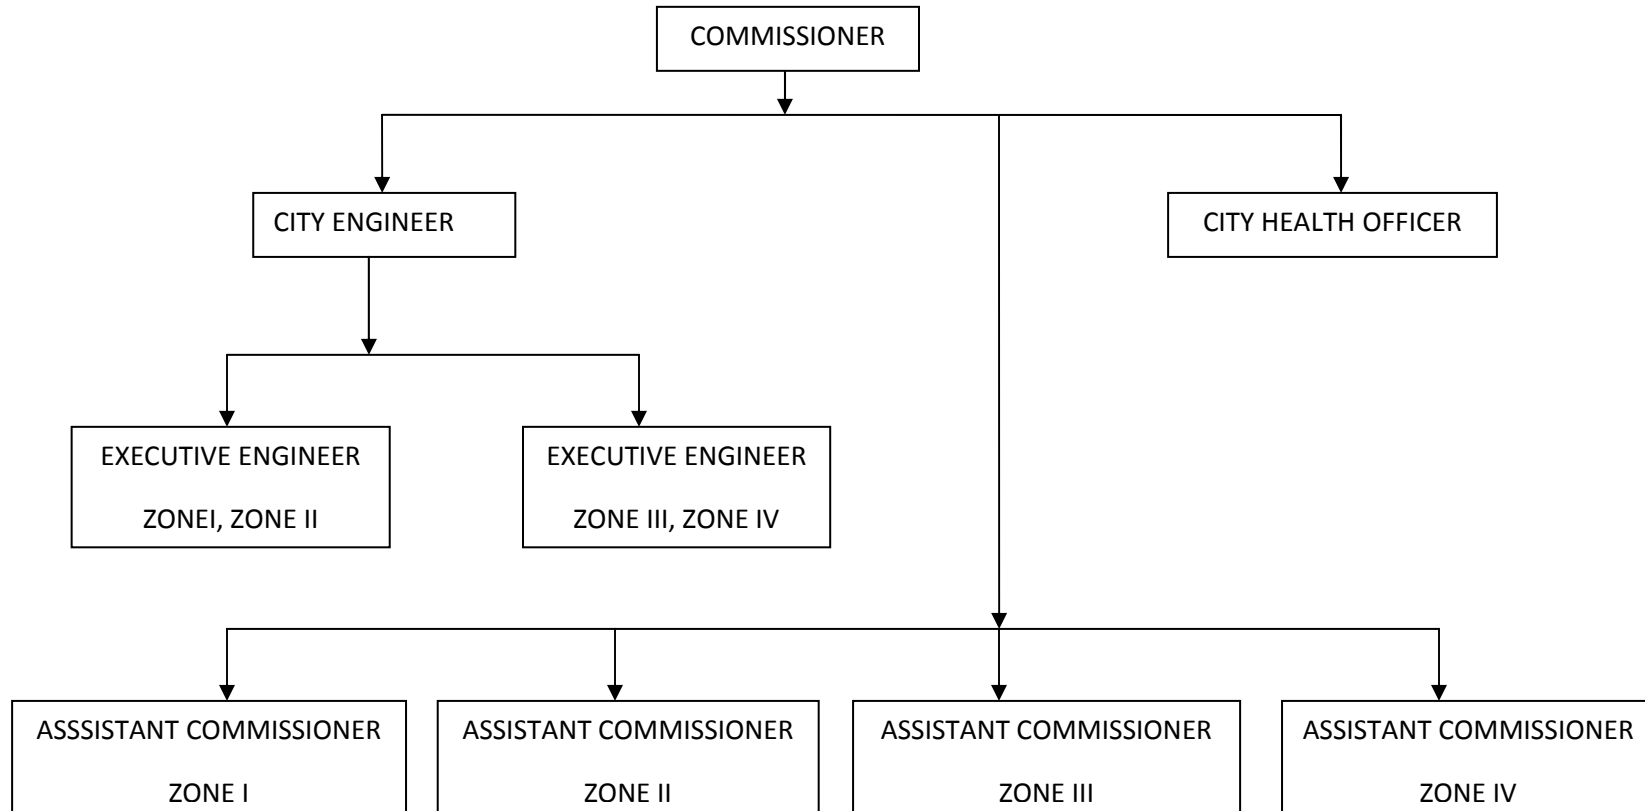 COMMISSIONER
CITY ENGINEER
CITY HEALTH OFFICER
EXECUTIVE ENGINEER
ZONEI, ZONE II
EXECUTIVE ENGINEER
ZONE III, ZONE IV
ASSSISTANT COMMISSIONER
ZONE I
ASSISTANT COMMISSIONER
ZONE II
ASSISTANT COMMISSIONER
ZONE III
ASSISTANT COMMISSIONER
ZONE IV